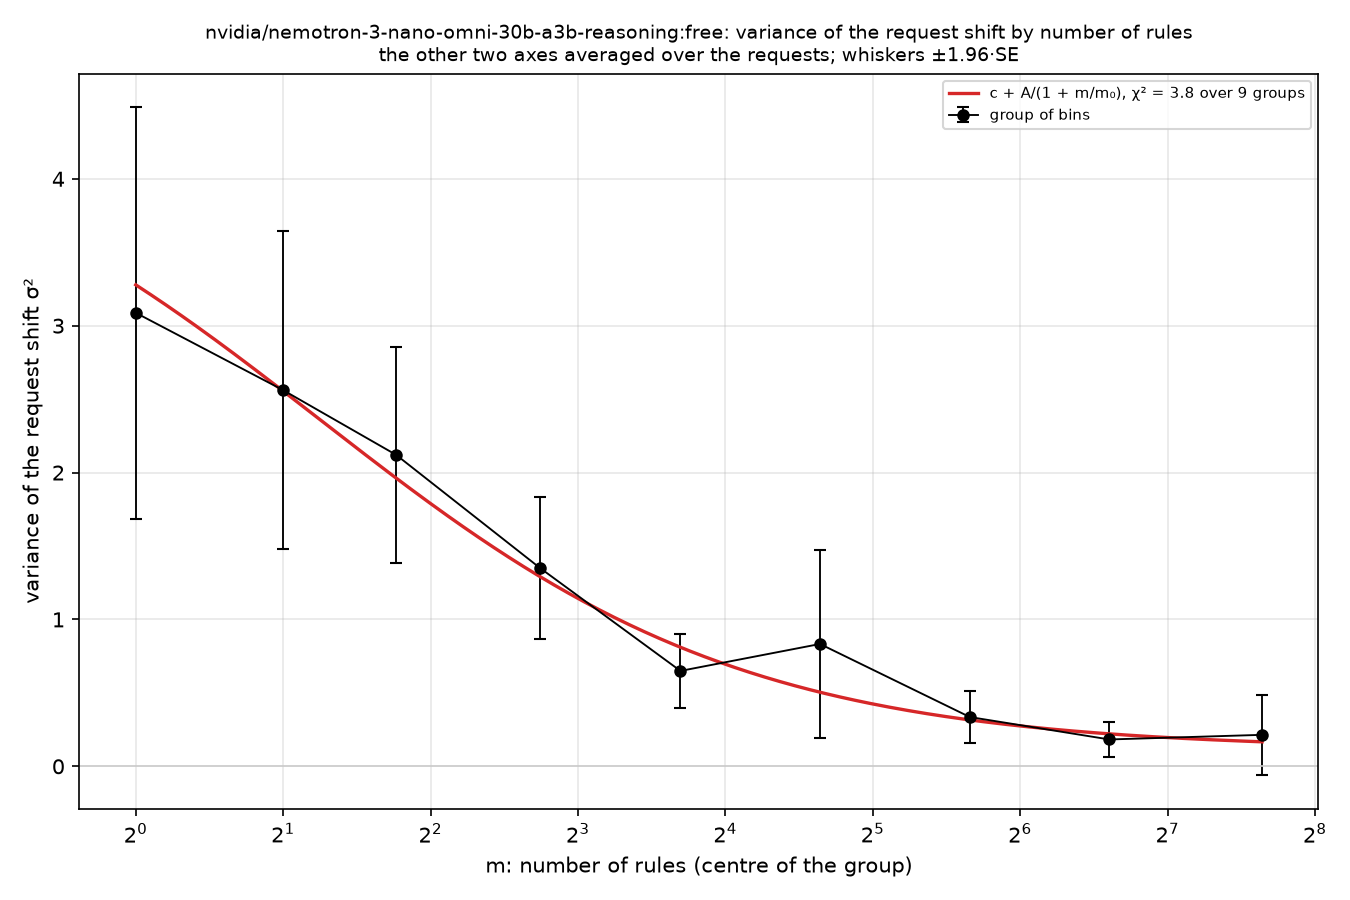 nvidia/nemotron-3-nano-omni-30b-a3b-reasoning:free: variance of the request shift by number of rules
the other two axes averaged over the requests; whiskers ±1.96·SE
c + A/(1 + m/m₀), χ² = 3.8 over 9 groups
group of bins
variance of the request shift σ²
4
3
2
1
0
2⁰
2¹
2²
2³
2⁴
2⁵
2⁶
2⁷
2⁸
m: number of rules (centre of the group)